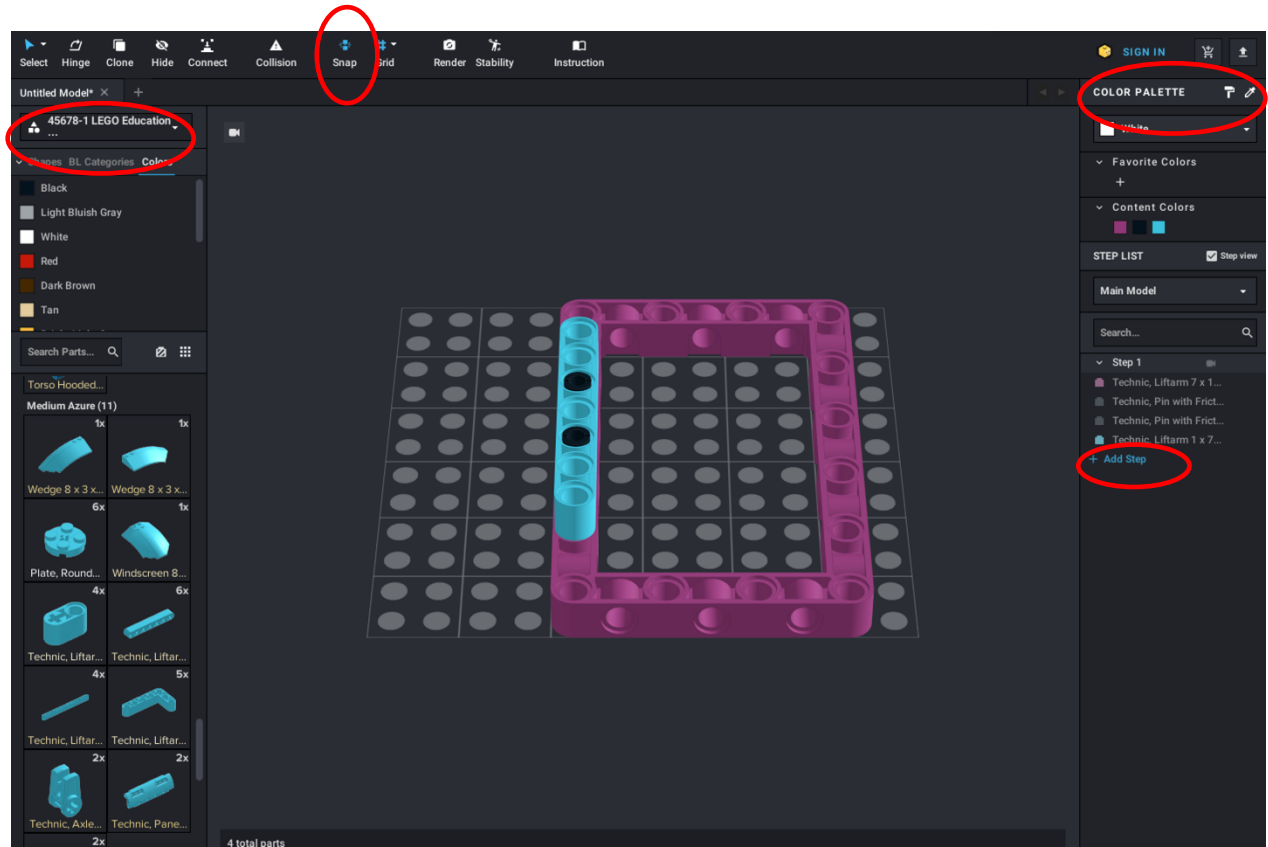 Select Hinge Clone Hide Connect Collision Snap Grid Render Stability Instruction
SIGN IN
Untitled Model*
45678-1 LEGO Education
...
Shapes BL Categories Colors
Black
Light Bluish Gray
White
Red
Dark Brown
Tan
Search Parts...
Torso Hooded...
Medium Azure (11)
1x 1x
Wedge 8 x 3 x... Wedge 8 x 3 x...
6x 1x
Plate, Round... Windscreen 8...
4x 6x
Technic, Liftar... Technic, Liftar...
4x 5x
Technic, Liftar... Technic, Liftar...
2x 2x
Technic, Axle... Technic, Pane...
2x
4 total parts
COLOR PALETTE
White
Favorite Colors
+
Content Colors
STEP LIST Step view
Main Model
Search...
Step 1
Technic, Liftarm 7 x 1...
Technic, Pin with Frict...
Technic, Pin with Frict...
Technic, Liftarm 1 x 7...
+ Add Step